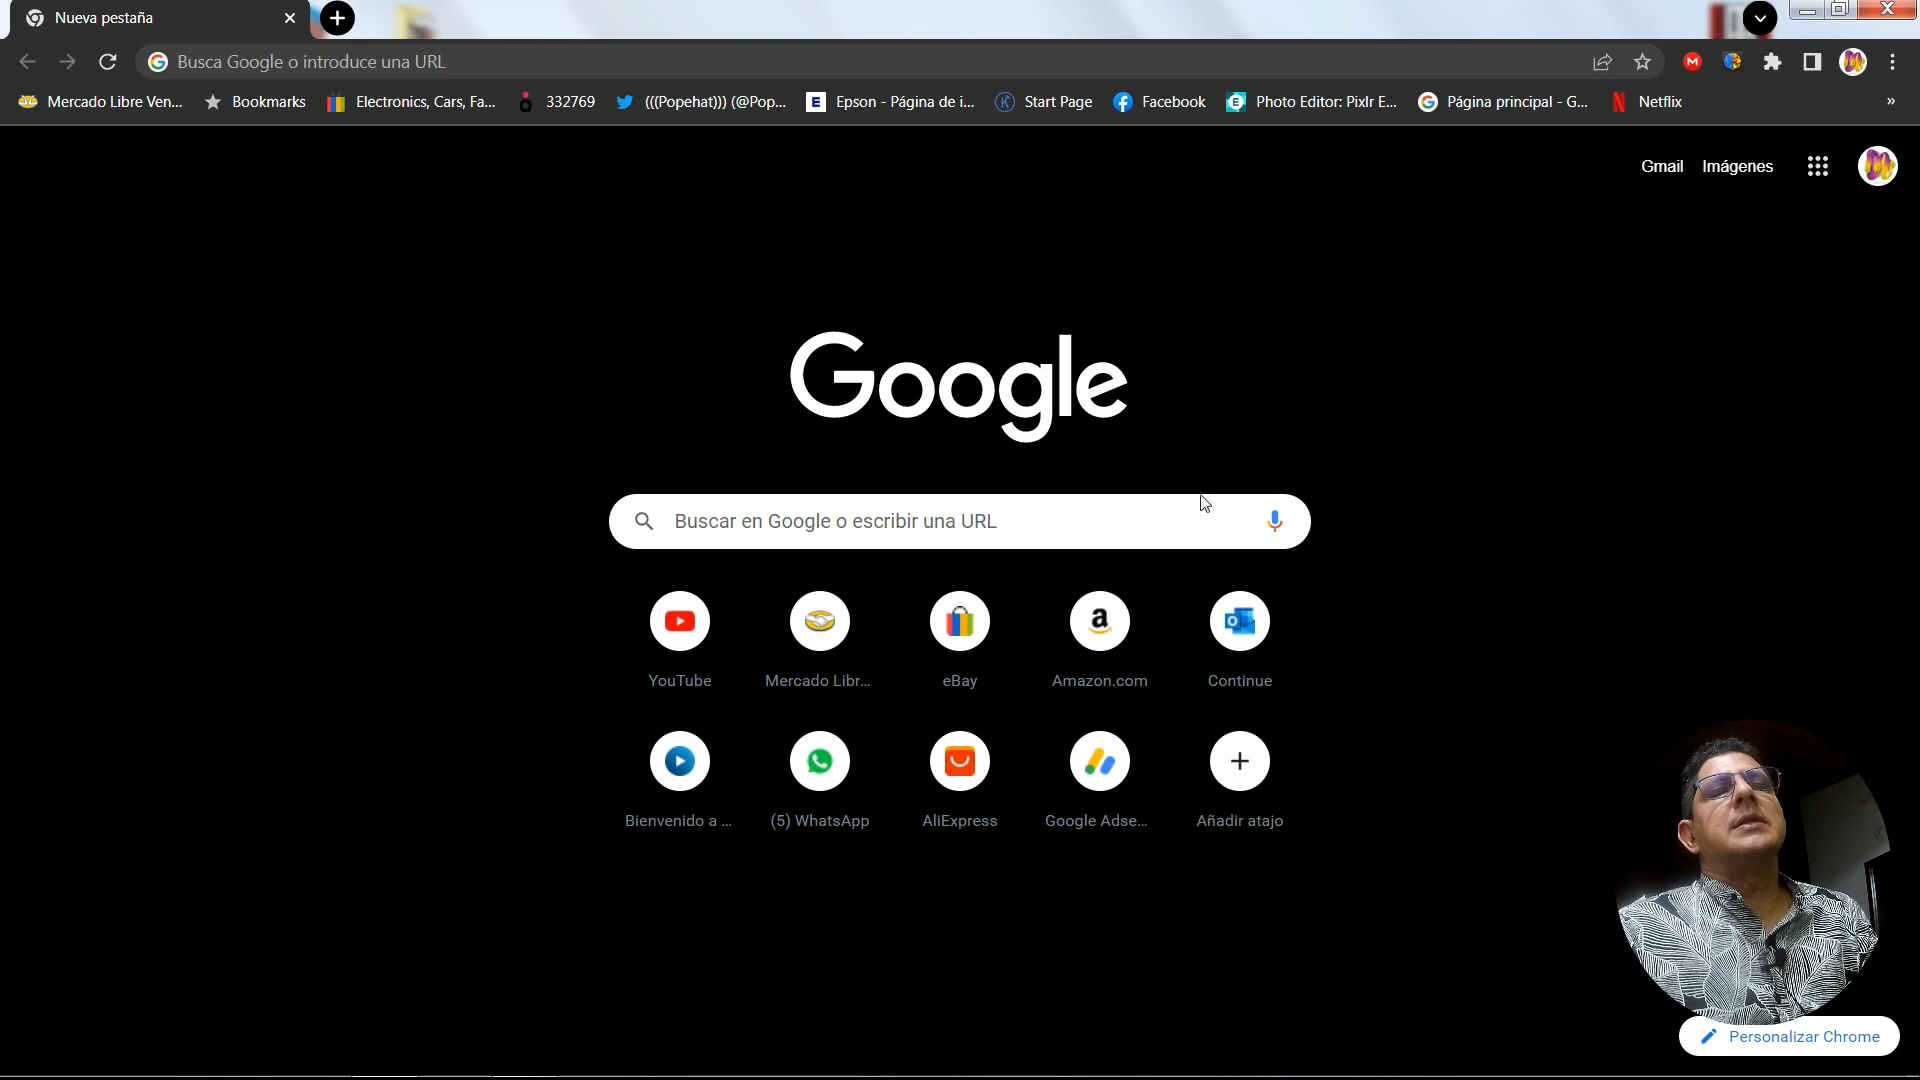 Nueva pestaña
Busca Google o introduce una URL
Mercado Libre Ven... Bookmarks Electronics, Cars, Fa... 332769 (((Popehat))) (@Pop... Epson - Página de i... Start Page Facebook Photo Editor: Pixlr E... Página principal - G... Netflix »
Gmail Imágenes
Google
Buscar en Google o escribir una URL
YouTube Mercado Libr... eBay Amazon.com Continue
Bienvenido a ... (5) WhatsApp AliExpress Google Adse... Añadir atajo
Personalizar Chrome